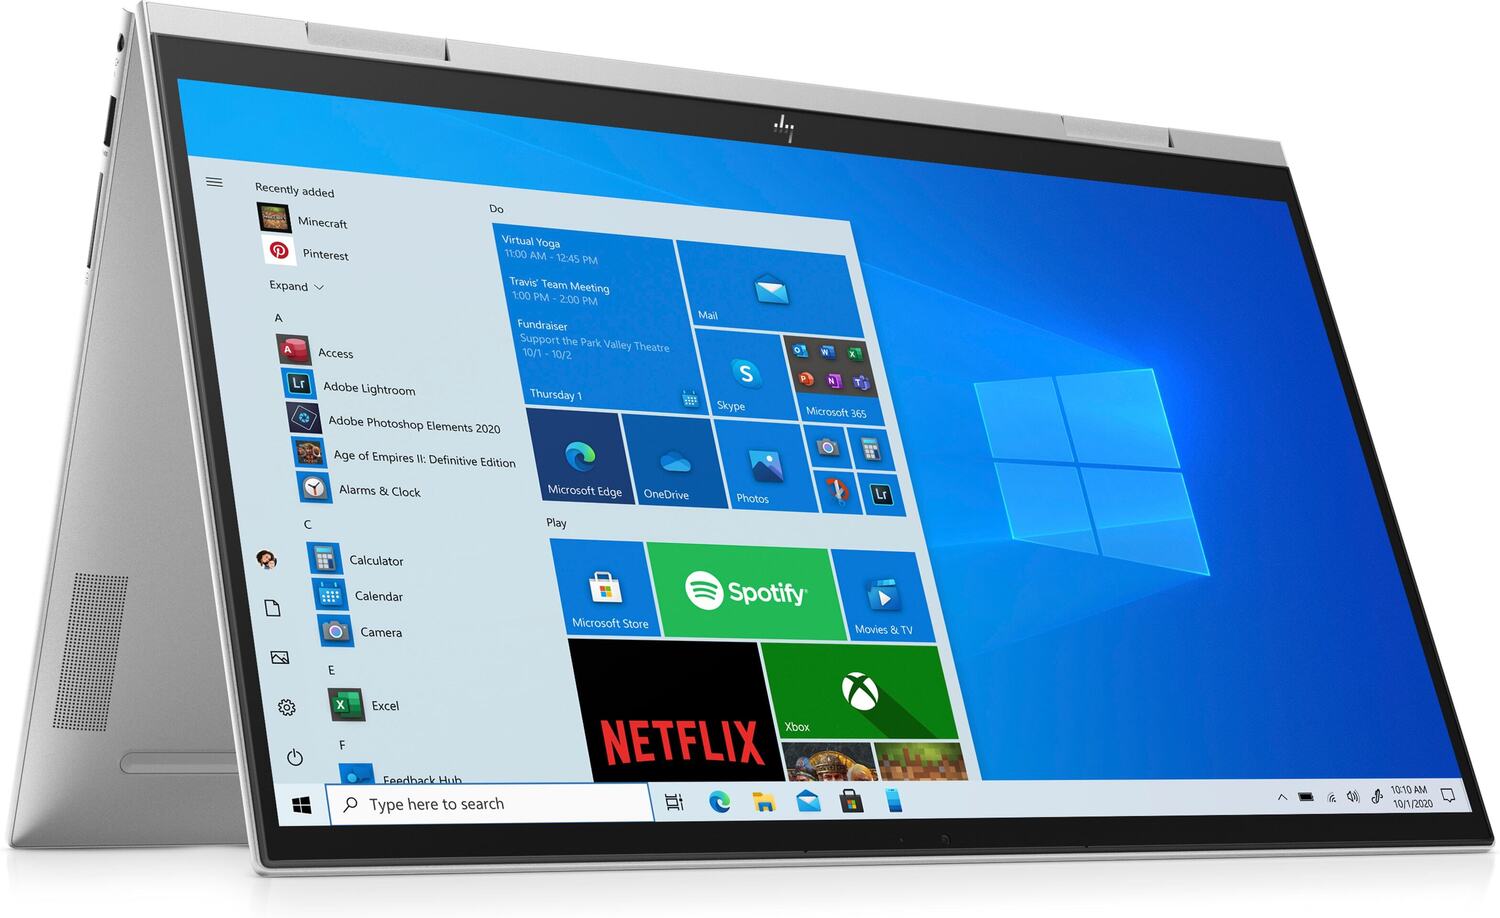 hp
Recently added
Minecraft
Pinterest
Expand
A
Access
Lr
Adobe Lightroom
Adobe Photoshop Elements 2020
Age of Empires II: Definitive Edition
Alarms & Clock
C
Calculator
Calendar
Camera
E
X
Excel
F
Feedback Hub
Do
Virtual Yoga
11:00 AM - 12:45 PM
Travis' Team Meeting
1:00 PM - 2:00 PM
Fundraiser
Support the Park Valley Theatre
10/1 - 10/2
Thursday 1
Mail
S
Skype
Microsoft 365
Microsoft Edge
OneDrive
Photos
Lr
Play
Microsoft Store
Spotify
Movies & TV
NETFLIX
Xbox
Type here to search
10:10 AM
10/1/2020